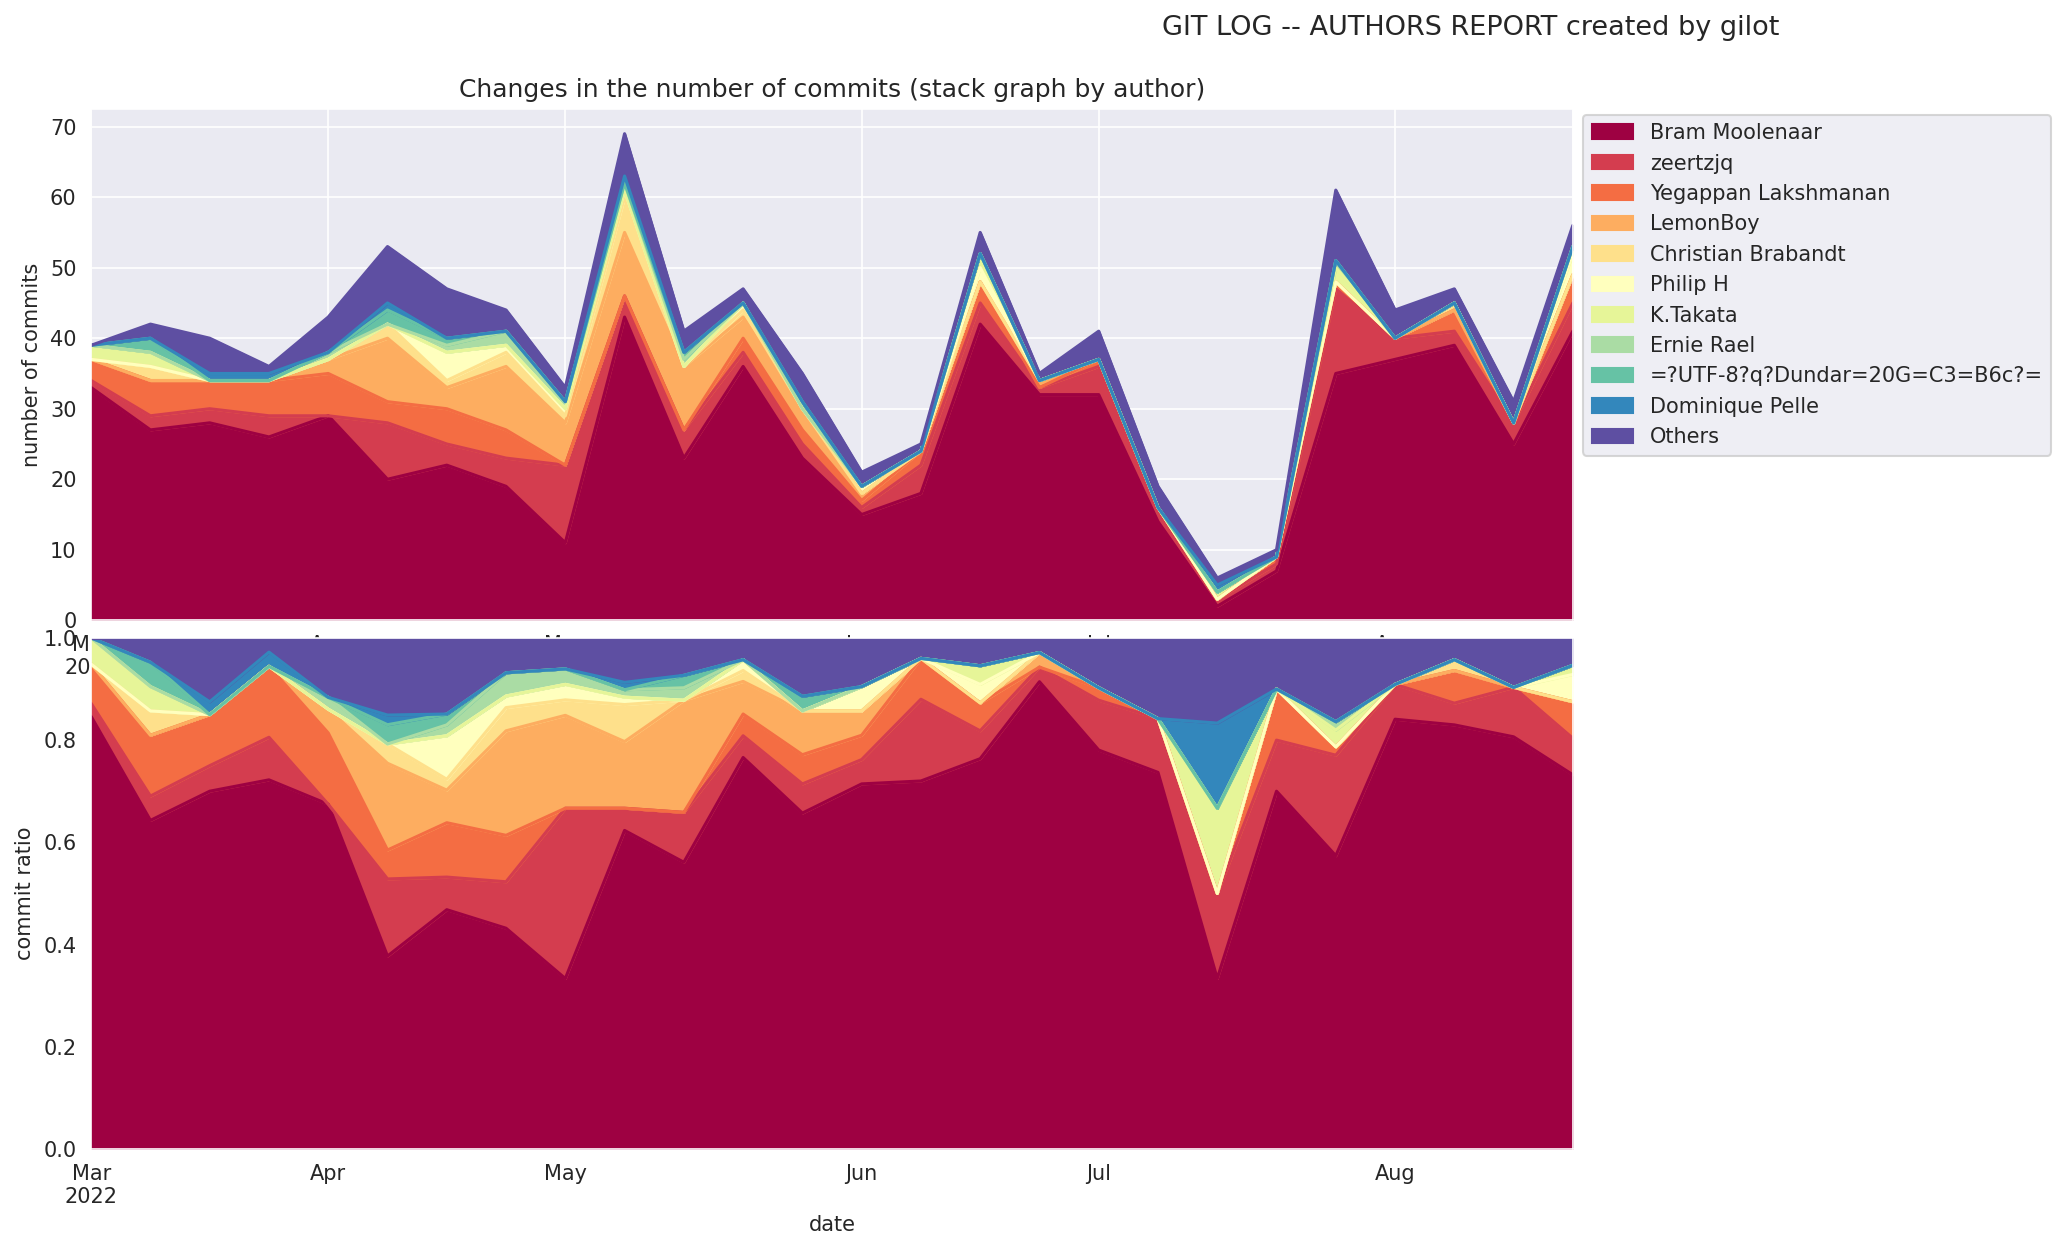 GIT LOG -- AUTHORS REPORT created by gilot
Changes in the number of commits (stack graph by author)
number of commits
70
60
50
40
30
20
10
0
Bram Moolenaar
zeertzjq
Yegappan Lakshmanan
LemonBoy
Christian Brabandt
Philip H
K.Takata
Ernie Rael
=?UTF-8?q?Dundar=20G=C3=B6c?=
Dominique Pelle
Others
commit ratio
1.0
20
0.8
0.6
0.4
0.2
0.0
Mar Apr May Jun Jul Aug
2022
date